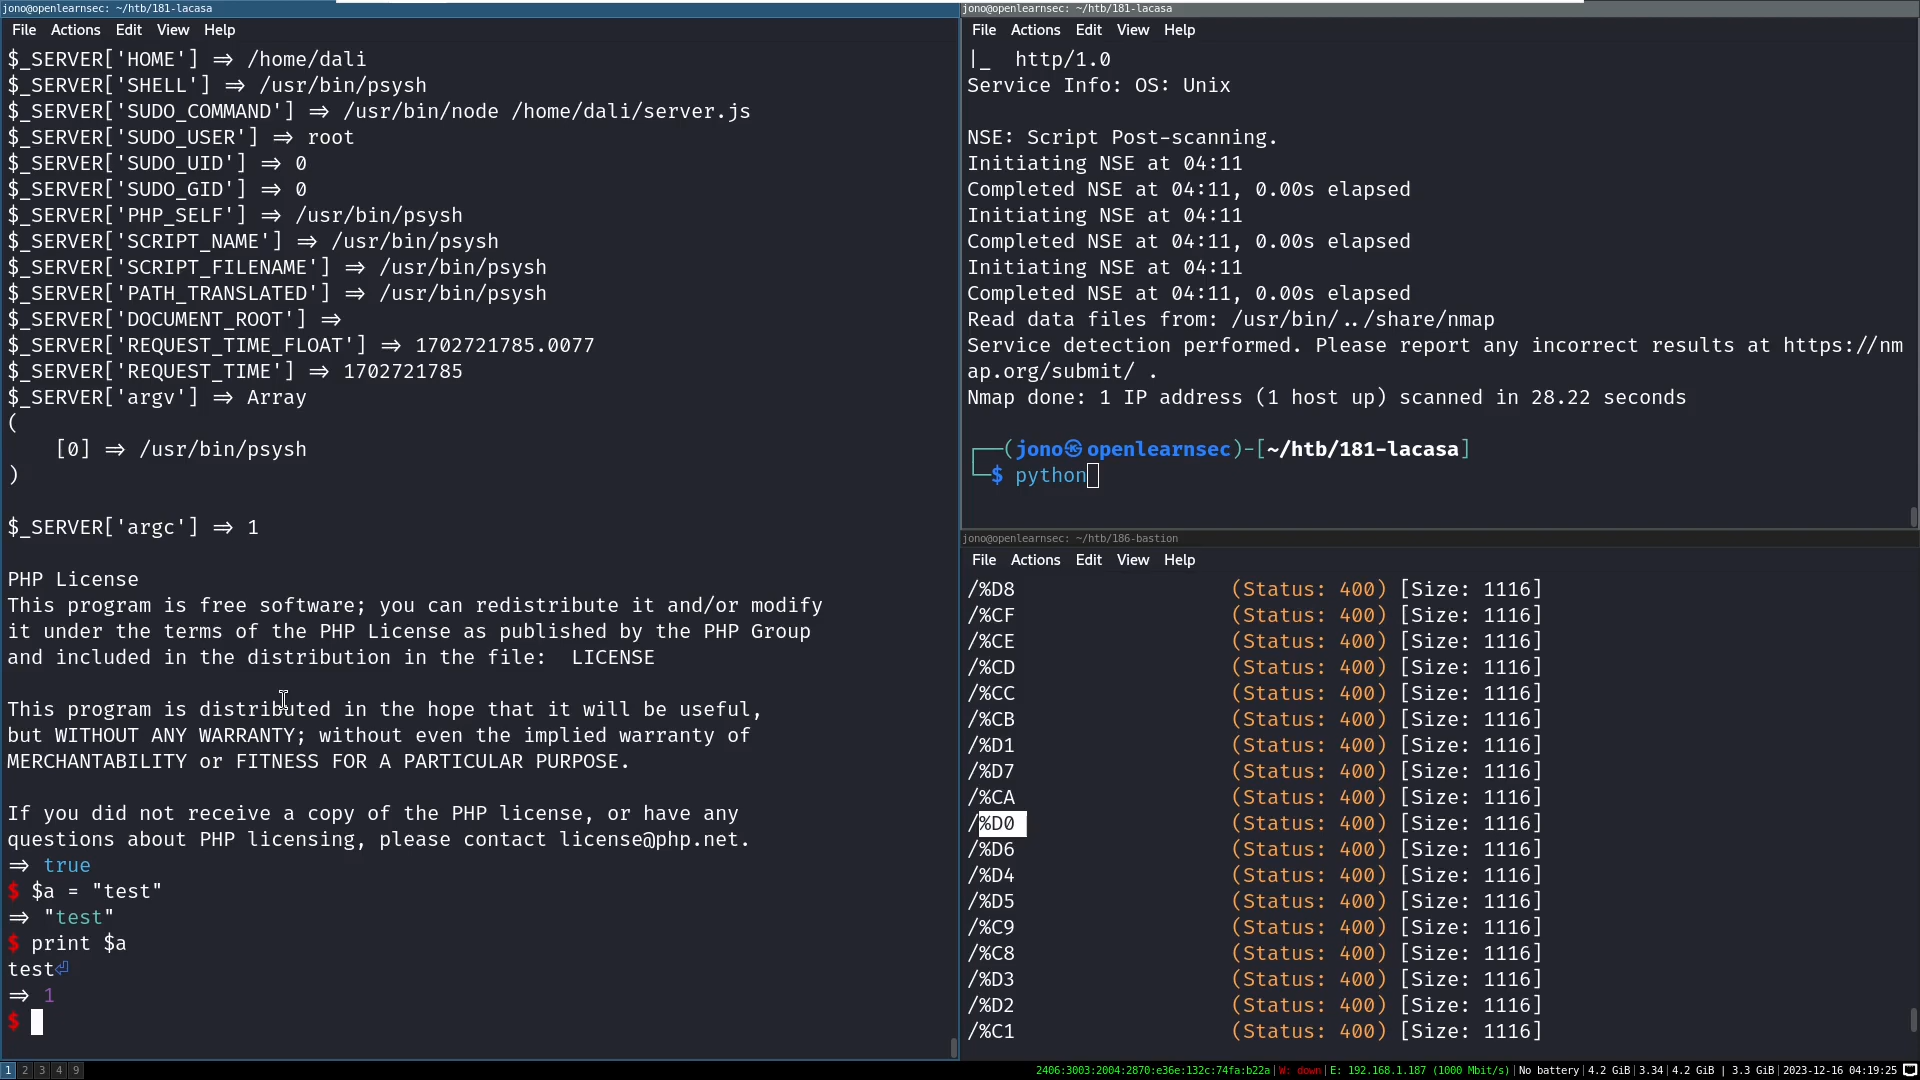 jono@openlearnsec: ~/htb/181-lacasa
File Actions Edit View Help
$_SERVER['HOME'] => /home/dali
$_SERVER['SHELL'] => /usr/bin/psysh
$_SERVER['SUDO_COMMAND'] => /usr/bin/node /home/dali/server.js
$_SERVER['SUDO_USER'] => root
$_SERVER['SUDO_UID'] => 0
$_SERVER['SUDO_GID'] => 0
$_SERVER['PHP_SELF'] => /usr/bin/psysh
$_SERVER['SCRIPT_NAME'] => /usr/bin/psysh
$_SERVER['SCRIPT_FILENAME'] => /usr/bin/psysh
$_SERVER['PATH_TRANSLATED'] => /usr/bin/psysh
$_SERVER['DOCUMENT_ROOT'] =>
$_SERVER['REQUEST_TIME_FLOAT'] => 1702721785.0077
$_SERVER['REQUEST_TIME'] => 1702721785
$_SERVER['argv'] => Array
(
    [0] => /usr/bin/psysh
)
$_SERVER['argc'] => 1
PHP License
This program is free software; you can redistribute it and/or modify
it under the terms of the PHP License as published by the PHP Group
and included in the distribution in the file:  LICENSE
This program is distributed in the hope that it will be useful,
but WITHOUT ANY WARRANTY; without even the implied warranty of
MERCHANTABILITY or FITNESS FOR A PARTICULAR PURPOSE.
If you did not receive a copy of the PHP license, or have any
questions about PHP licensing, please contact license@php.net.
=> true
$ $a = "test"
=> "test"
$ print $a
test⏎
=> 1
$
jono@openlearnsec: ~/htb/181-lacasa
File Actions Edit View Help
|_  http/1.0
Service Info: OS: Unix
NSE: Script Post-scanning.
Initiating NSE at 04:11
Completed NSE at 04:11, 0.00s elapsed
Initiating NSE at 04:11
Completed NSE at 04:11, 0.00s elapsed
Initiating NSE at 04:11
Completed NSE at 04:11, 0.00s elapsed
Read data files from: /usr/bin/../share/nmap
Service detection performed. Please report any incorrect results at https://nm
ap.org/submit/ .
Nmap done: 1 IP address (1 host up) scanned in 28.22 seconds
┌──(jono㉿openlearnsec)-[~/htb/181-lacasa]
└─$ python
jono@openlearnsec: ~/htb/186-bastion
File Actions Edit View Help
/%D8 (Status: 400) [Size: 1116]
/%CF (Status: 400) [Size: 1116]
/%CE (Status: 400) [Size: 1116]
/%CD (Status: 400) [Size: 1116]
/%CC (Status: 400) [Size: 1116]
/%CB (Status: 400) [Size: 1116]
/%D1 (Status: 400) [Size: 1116]
/%D7 (Status: 400) [Size: 1116]
/%CA (Status: 400) [Size: 1116]
/%D0 (Status: 400) [Size: 1116]
/%D6 (Status: 400) [Size: 1116]
/%D4 (Status: 400) [Size: 1116]
/%D5 (Status: 400) [Size: 1116]
/%C9 (Status: 400) [Size: 1116]
/%C8 (Status: 400) [Size: 1116]
/%D3 (Status: 400) [Size: 1116]
/%D2 (Status: 400) [Size: 1116]
/%C1 (Status: 400) [Size: 1116]
1 2 3 4 9
2406:3003:2004:2870:e36e:132c:74fa:b22a|W: down|E: 192.168.1.187 (1000 Mbit/s)|No battery|4.2 GiB|3.34|4.2 GiB | 3.3 GiB|2023-12-16 04:19:25